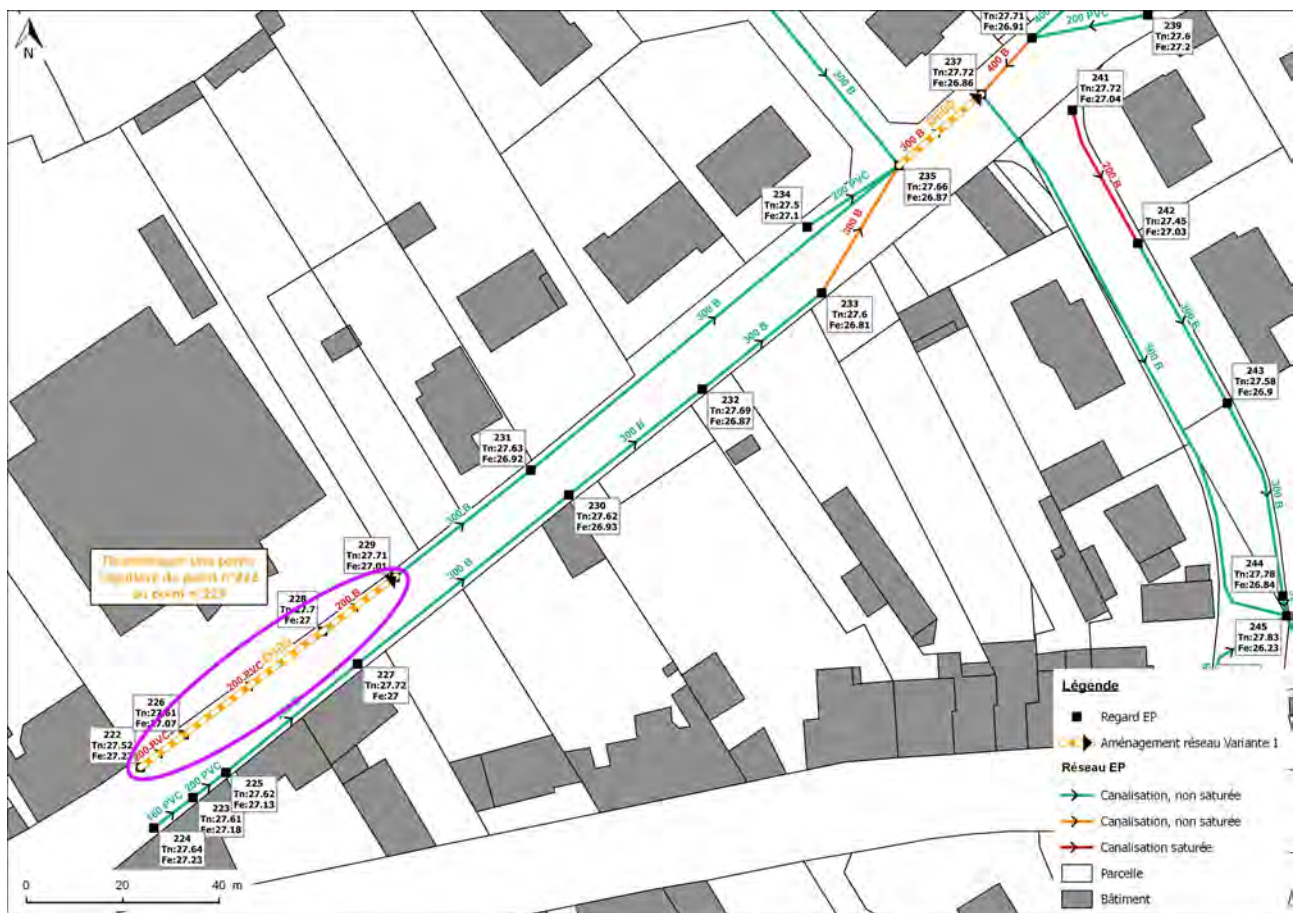 N
Tn:27.71
Fe:26.91
400 B
200 PVC
239
Tn:27.6
Fe:27.2
237
Tn:27.72
Fe:26.86
400 B
300 B
241
Tn:27.72
Fe:27.04
300 B
235
Tn:27.66
Fe:26.87
200 B
234
Tn:27.5
Fe:27.1
200 PVC
300 B
242
Tn:27.45
Fe:27.03
233
Tn:27.6
Fe:26.81
300 B
300 B
300 B
300 B
243
Tn:27.58
Fe:26.9
232
Tn:27.69
Fe:26.87
300 B
231
Tn:27.63
Fe:26.92
300 B
230
Tn:27.62
Fe:26.93
300 B
300 B
229
Tn:27.71
Fe:27.01
au point n°229
228
Tn:27.7
Fe:27
200 B
244
Tn:27.78
Fe:26.84
245
Tn:27.83
Fe:26.23
200 PVC
227
Tn:27.72
Fe:27
226
Tn:27.61
Fe:27.07
222
Tn:27.52
200 PVC
200 PVC
160 PVC
225
Tn:27.62
Fe:27.13
223
Tn:27.61
Fe:27.18
224
Tn:27.64
Fe:27.23
0 20 40 m
Légende
Regard EP
Aménagement réseau Variante 1
Réseau EP
Canalisation, non saturée
Canalisation, non saturée
Canalisation saturée
Parcelle
Bâtiment